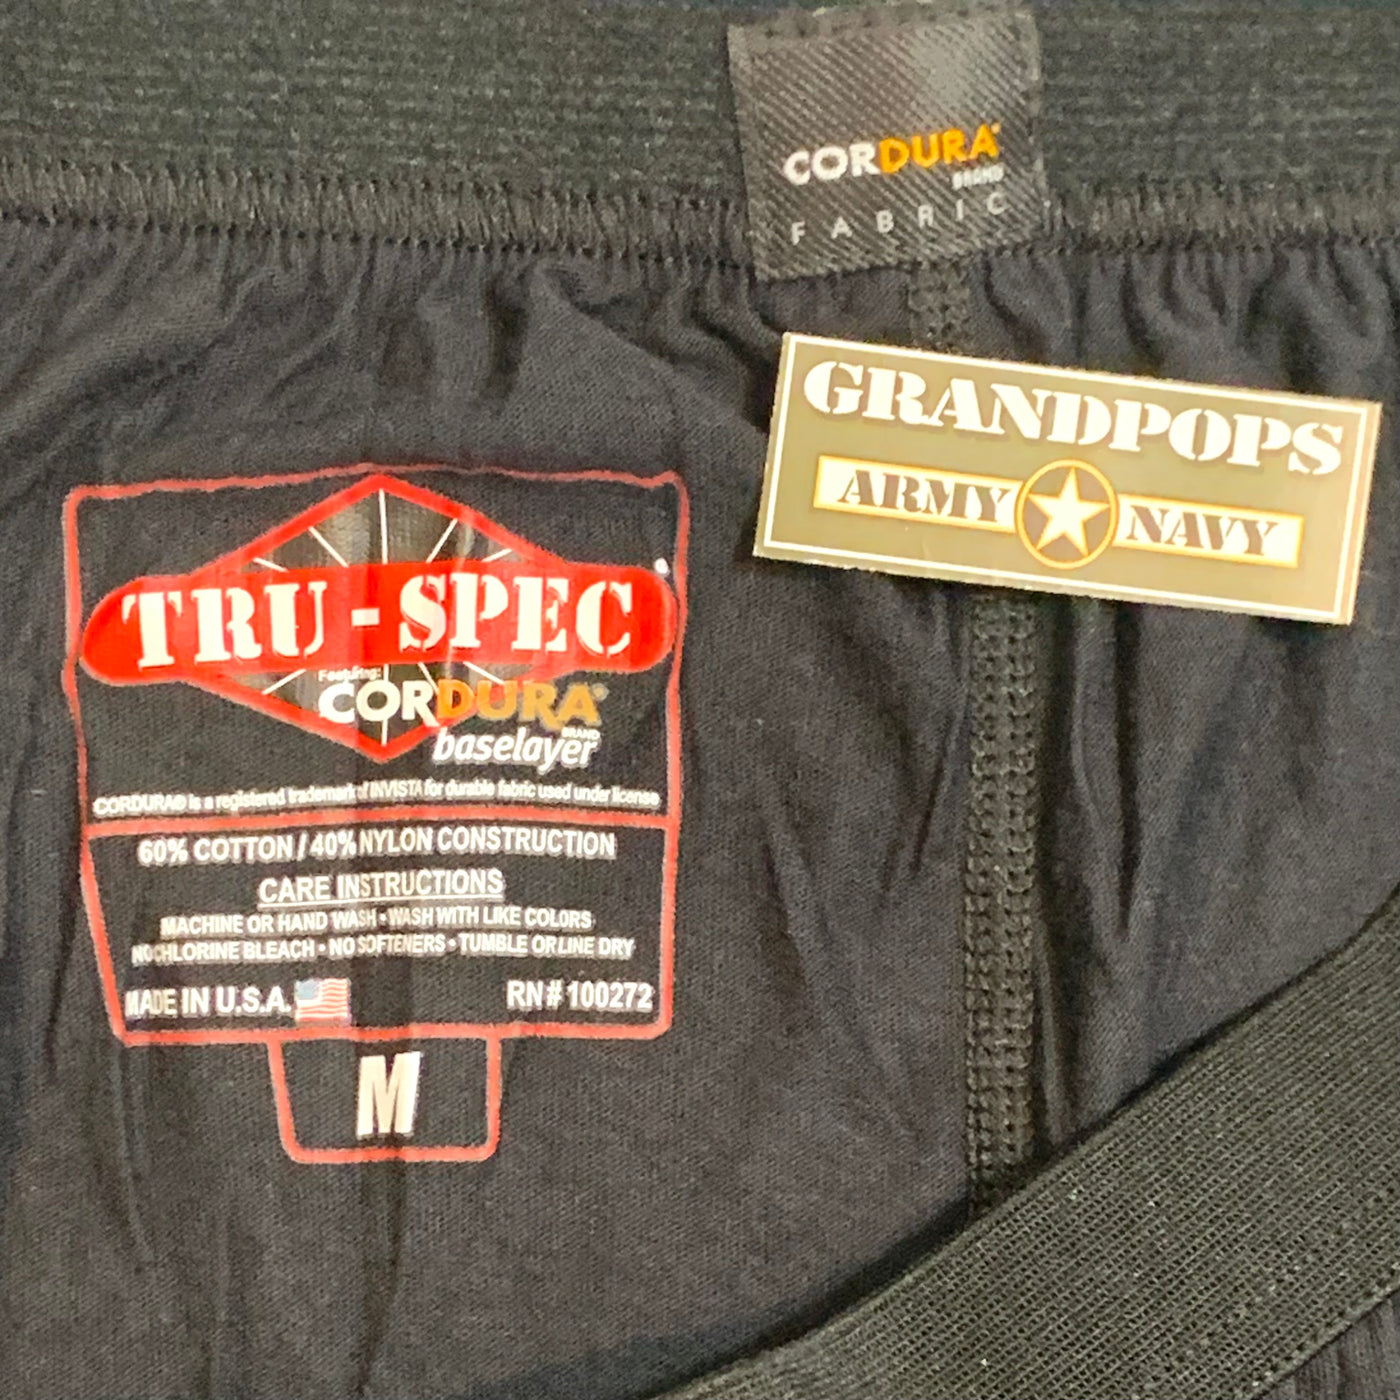 CORDURA®
BRAND
FABRIC
GRANDPOPS
ARMY NAVY
TRU-SPEC
Featuring:
CORDURA®
BRAND
baselayer
CORDURA® is a registered trademark of INVISTA for durable fabric used under license
60% COTTON / 40% NYLON CONSTRUCTION
CARE INSTRUCTIONS
MACHINE OR HAND WASH • WASH WITH LIKE COLORS
NO CHLORINE BLEACH • NO SOFTENERS • TUMBLE OR LINE DRY
MADE IN U.S.A. RN# 100272
M